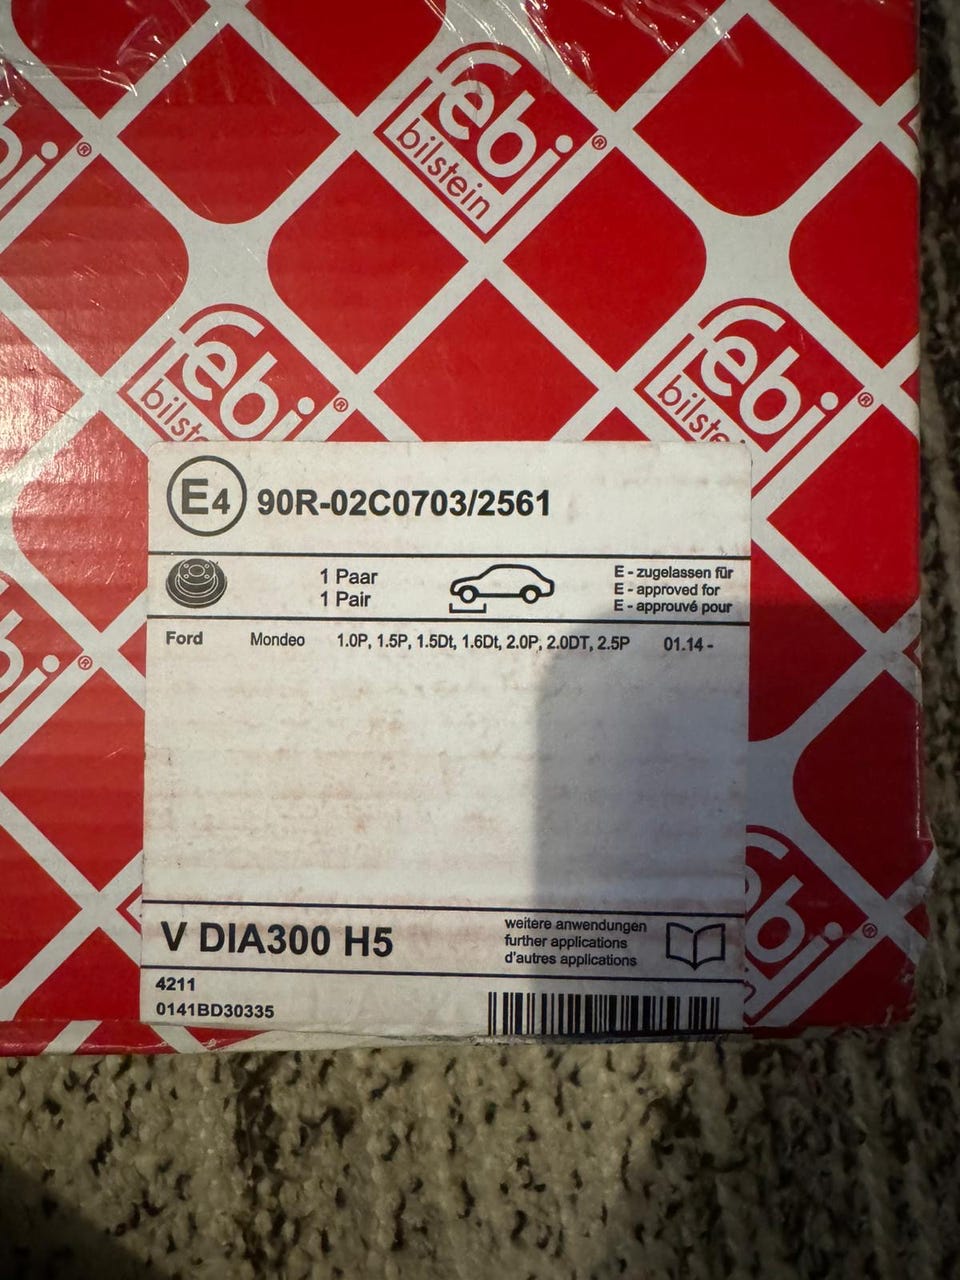 febi®
bilstein
febi®
bilste
febi®
bilste
E4 90R-02C0703/2561
1 Paar
1 Pair
E - zugelassen für
E - approved for
E - approuvé pour
Ford Mondeo 1.0P, 1.5P, 1.5Dt, 1.6Dt, 2.0P, 2.0DT, 2.5P 01.14 -
V DIA300 H5
weitere anwendungen
further applications
d'autres applications
4211
0141BD30335